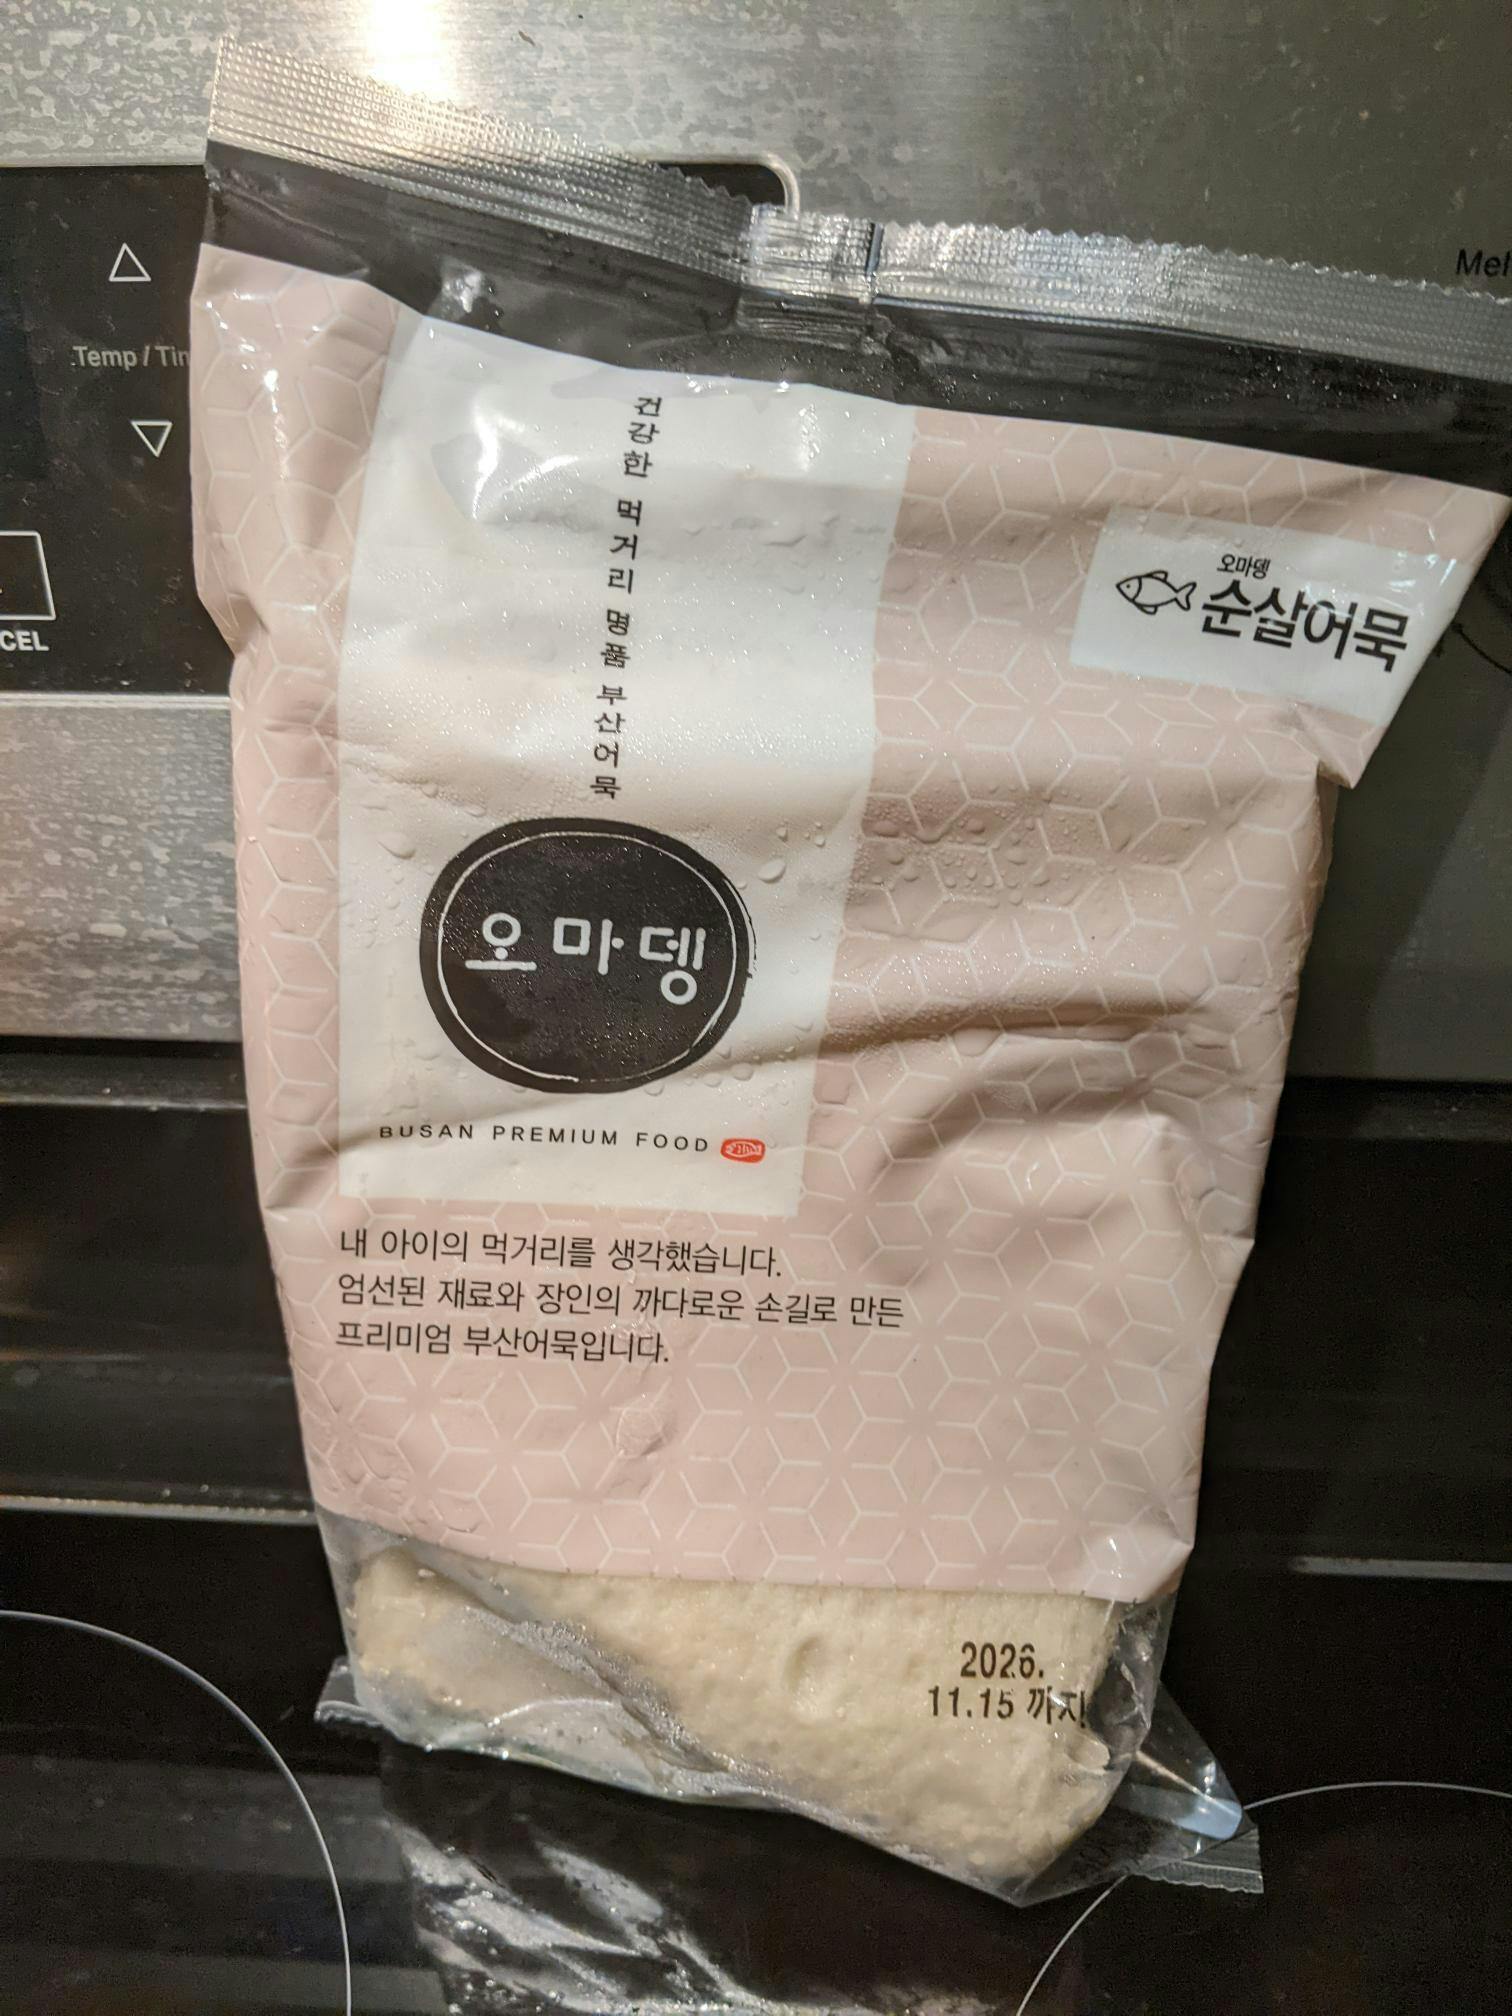 Mel
Temp / Tim
CEL
건강한 먹거리 명품 부산어묵
오마뎅
순살어묵
오마뎅
BUSAN PREMIUM FOOD
내 아이의 먹거리를 생각했습니다.
엄선된 재료와 장인의 까다로운 손길로 만든
프리미엄 부산어묵입니다.
2026.
11.15 까지